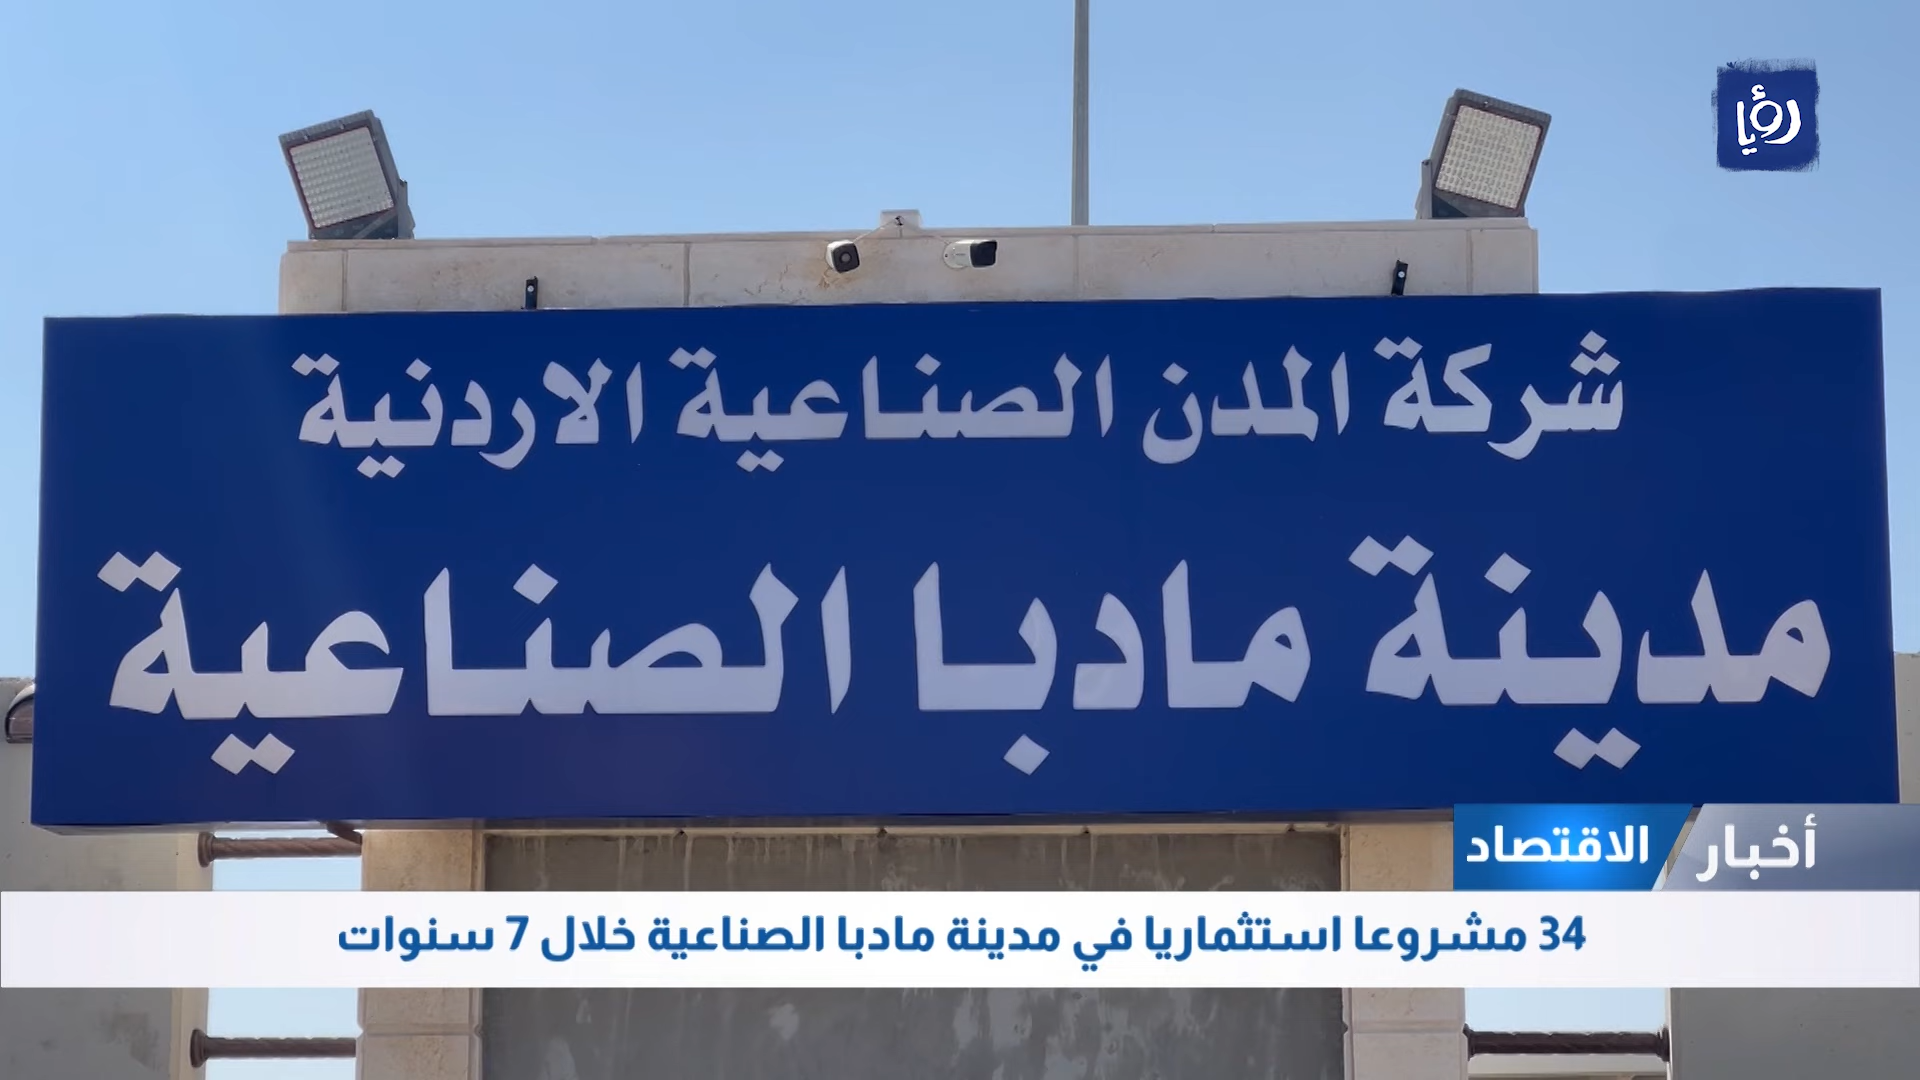 رؤيا
شركة المدن الصناعية الاردنية
مدينة مادبا الصناعية
أخبار الاقتصاد
34 مشروعا استثماريا في مدينة مادبا الصناعية خلال 7 سنوات